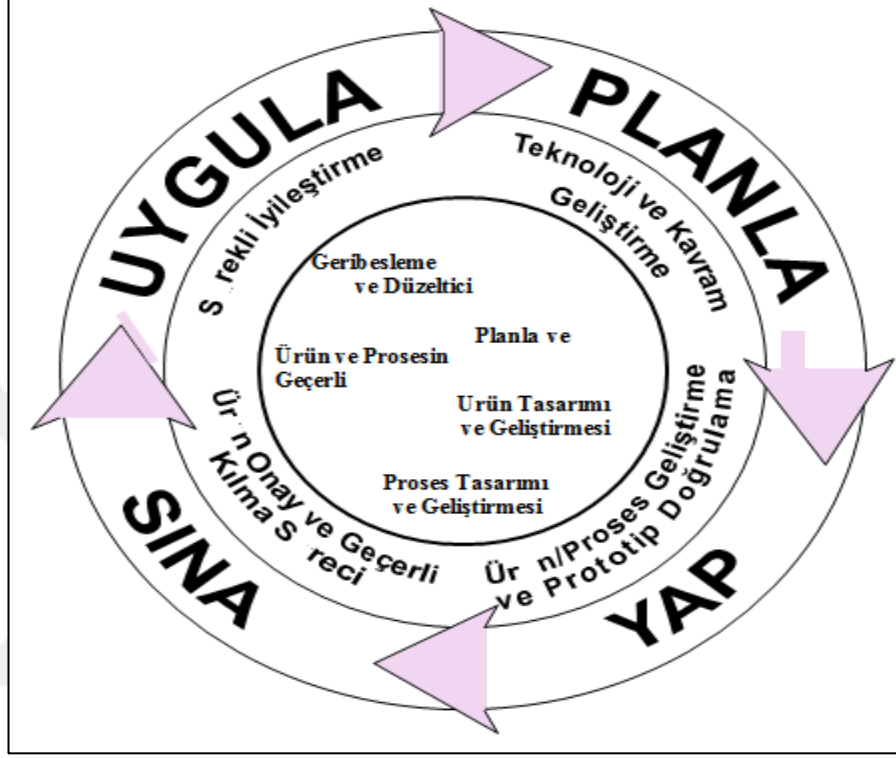 PLANLA
Teknoloji ve Kavram
Geliştirme
YAP
Ür n/Proses Geliştirme
ve Prototip Doğrulama
SINA
Ür n Onay ve Geçerli
Kılma S reci
UYGULA
S rekli İyileştirme
Geribesleme
ve Düzeltici
Planla ve
Ürün ve Prosesin
Geçerli
Urün Tasarımı
ve Geliştirmesi
Proses Tasarımı
ve Geliştirmesi